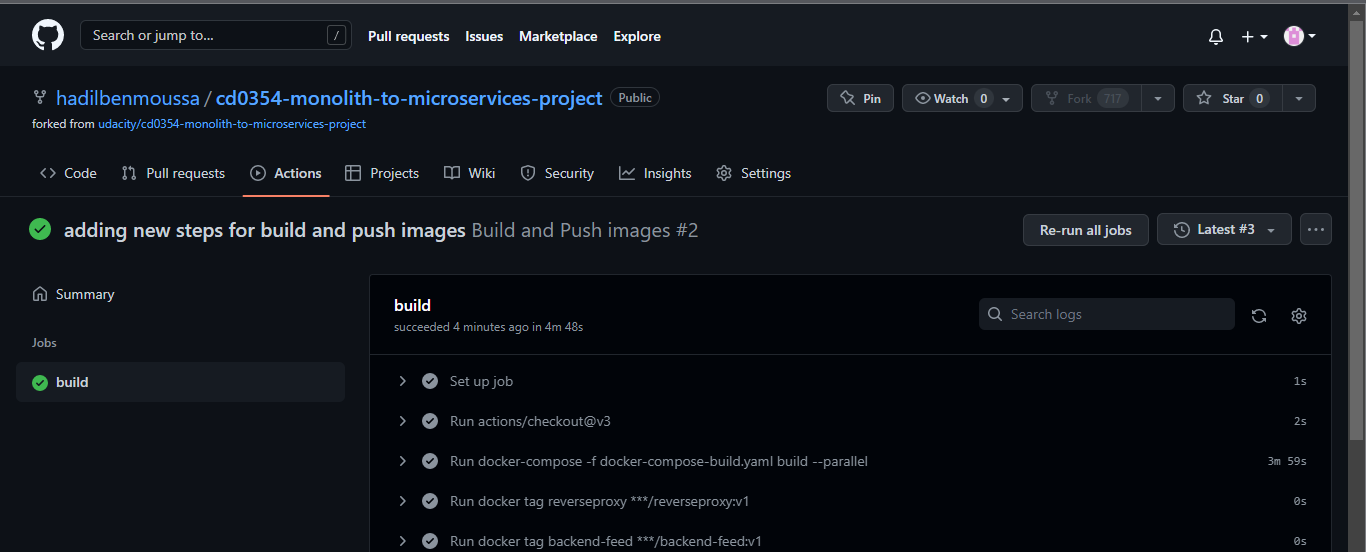 Search or jump to... /
Pull requests Issues Marketplace Explore
hadilbenmoussa / cd0354-monolith-to-microservices-project Public
Pin Watch 0 Fork 717 Star 0
forked from udacity/cd0354-monolith-to-microservices-project
Code Pull requests Actions Projects Wiki Security Insights Settings
adding new steps for build and push images Build and Push images #2
Re-run all jobs Latest #3 ...
Summary
Jobs
build
build
succeeded 4 minutes ago in 4m 48s
Search logs
Set up job 1s
Run actions/checkout@v3 2s
Run docker-compose -f docker-compose-build.yaml build --parallel 3m 59s
Run docker tag reverseproxy ***/reverseproxy:v1 0s
Run docker tag backend-feed ***/backend-feed:v1 0s